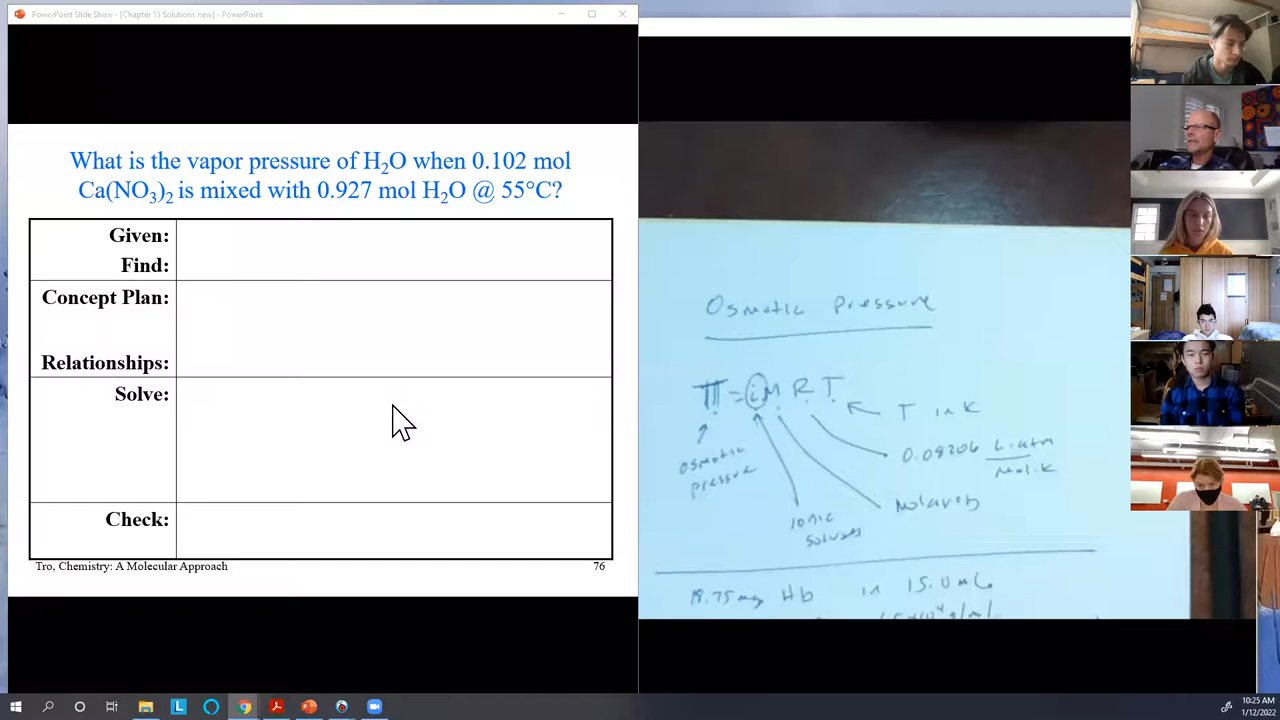 PowerPoint Slide Show - [Chapter 13 Solutions new] - PowerPoint
What is the vapor pressure of H₂O when 0.102 mol
Ca(NO₃)₂ is mixed with 0.927 mol H₂O @ 55°C?
Given:
Find:
Concept Plan:
Relationships:
Solve:
Check:
Tro, Chemistry: A Molecular Approach
76
Osmotic Pressure
π = i M R T
T in K
0.08206 L·atm
mol·K
osmotic
pressure
ionic
solutes
Molarity
in 15.0 mL
Hb
10:25 AM
1/12/2022